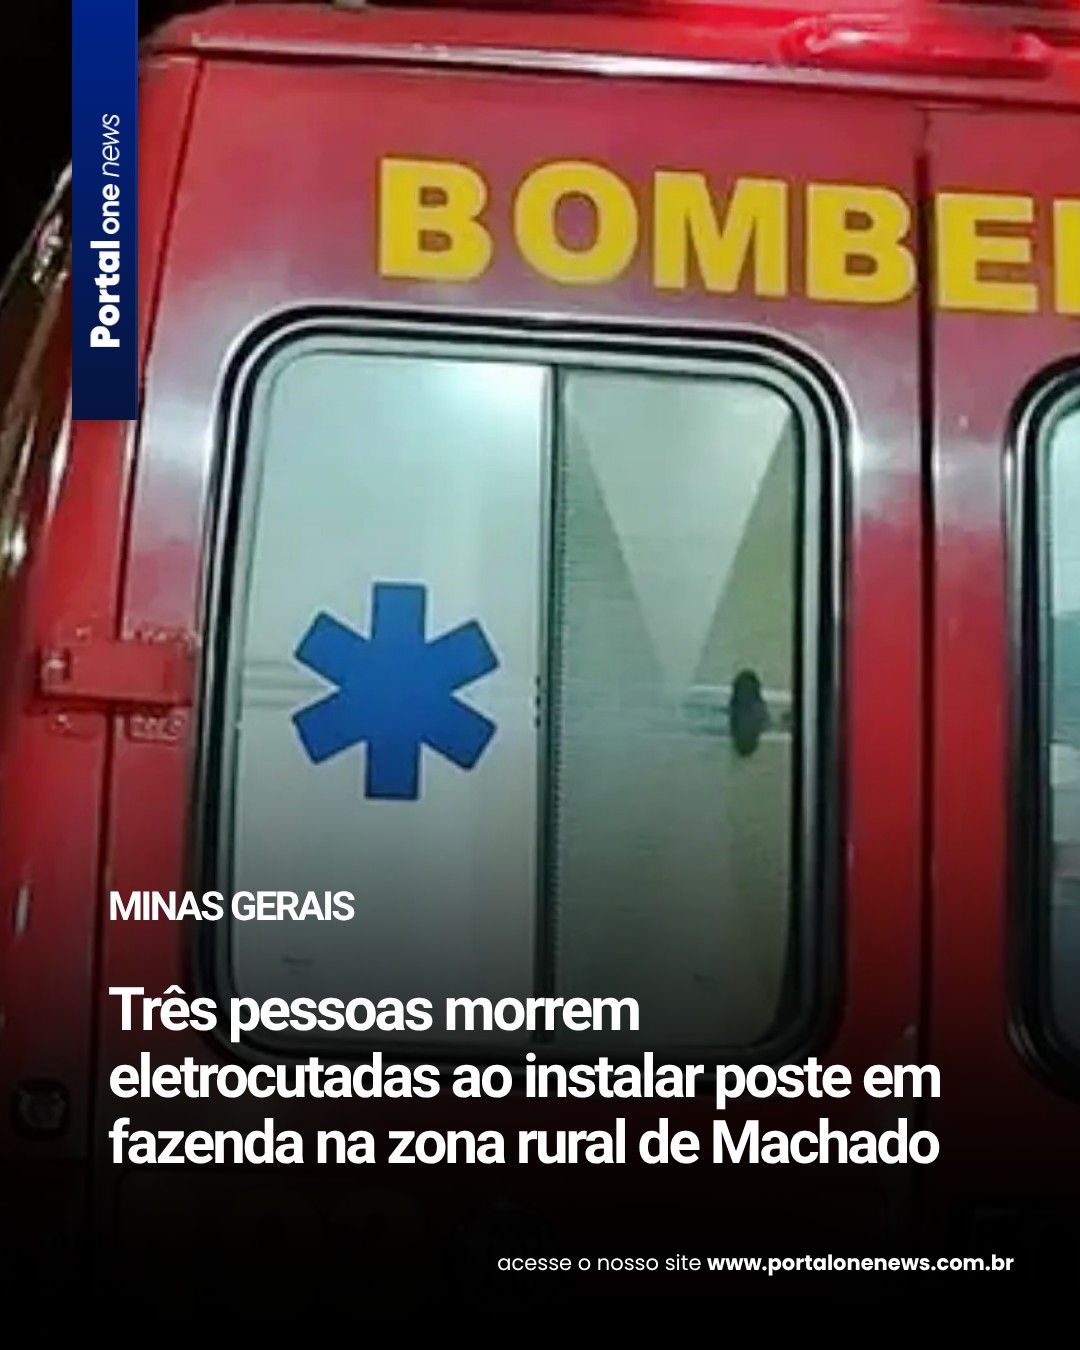 Portal one news
BOMBE
MINAS GERAIS
Três pessoas morrem
eletrocutadas ao instalar poste em
fazenda na zona rural de Machado
acesse o nosso site www.portalonenews.com.br